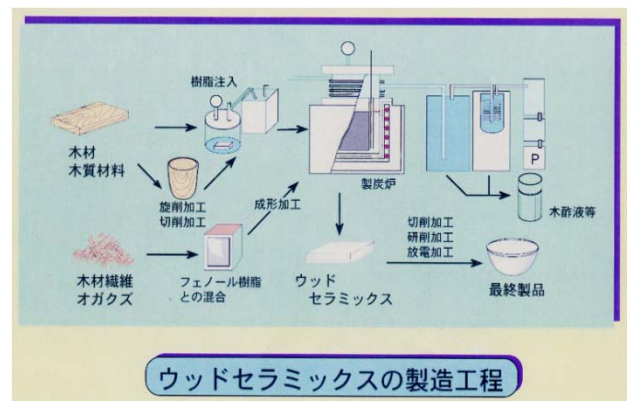 樹脂注入
木材
木質材料
旋削加工
切削加工
成形加工
製炭炉
P
木酢液等
木材繊維
オガクズ
フェノール樹脂
との混合
ウッド
セラミックス
切削加工
研削加工
放電加工
最終製品
ウッドセラミックスの製造工程